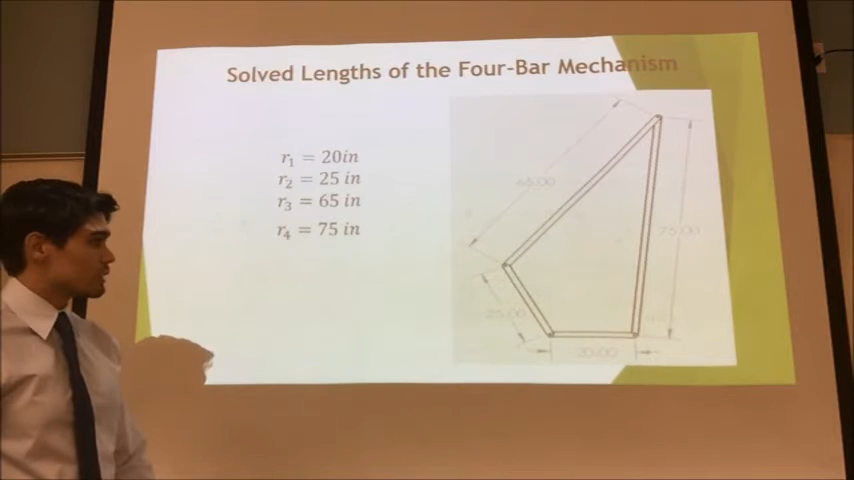 Solved Lengths of the Four-Bar Mechanism
r₁ = 20in
r₂ = 25 in
r₃ = 65 in
r₄ = 75 in
65.00
75.00
25.00
20.00